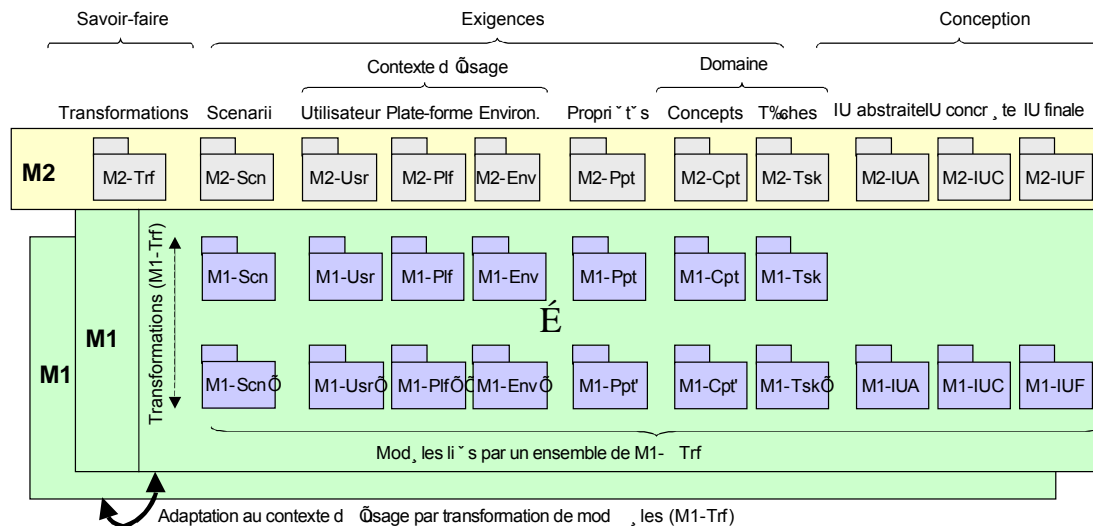 Savoir-faire Exigences Conception
Contexte d Õusage Domaine
Transformations Scenarii Utilisateur Plate-forme Environ. Propri ˇ tˇ s Concepts T‰ches IU abstraite IU concr ¸ te IU finale
M2 M2-Trf M2-Scn M2-Usr M2-Plf M2-Env M2-Ppt M2-Cpt M2-Tsk M2-IUA M2-IUC M2-IUF
M1-Scn M1-Usr M1-Plf M1-Env M1-Ppt M1-Cpt M1-Tsk
Transformations (M1-Trf)
É
M1
M1
M1-ScnÕ M1-UsrÕ M1-PlfÕÕ M1-EnvÕ M1-Ppt' M1-Cpt' M1-TskÕ M1-IUA M1-IUC M1-IUF
Mod¸ les li ˇ s par un ensemble de M1- Trf
Adaptation au contexte d Õusage par transformation de mod ¸ les (M1-Trf)